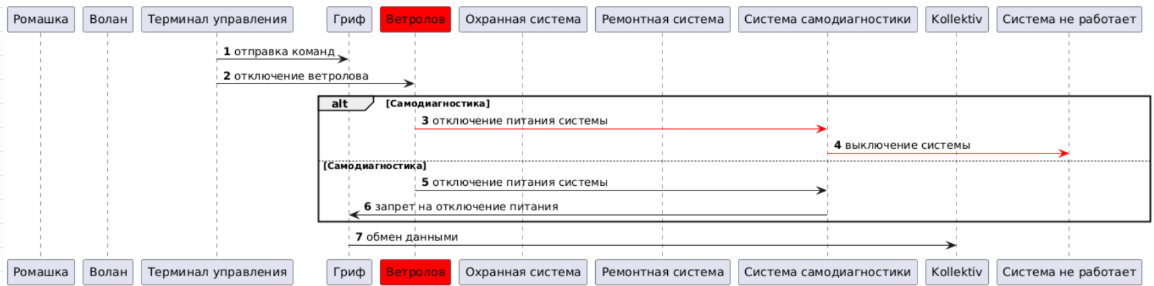 Ромашка Волан Терминал управления Гриф Ветролов Охранная система Ремонтная система Система самодиагностики Kollektiv Система не работает
1 отправка команд
2 отключение ветролова
alt [Самодиагностика]
3 отключение питания системы
4 выключение системы
[Самодиагностика]
5 отключение питания системы
6 запрет на отключение питания
7 обмен данными
Ромашка Волан Терминал управления Гриф Ветролов Охранная система Ремонтная система Система самодиагностики Kollektiv Система не работает